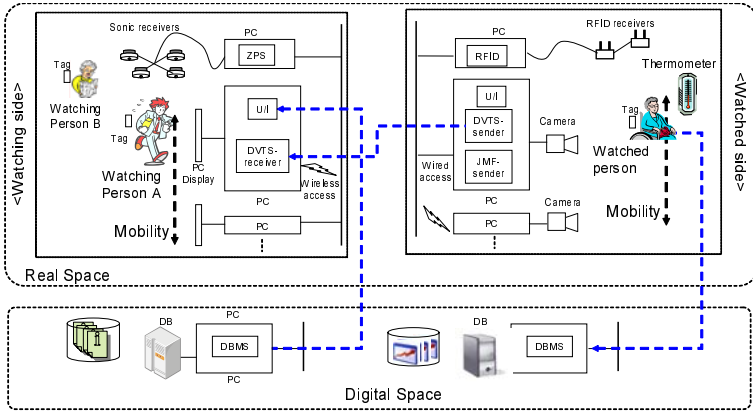 <Watching side>
Sonic receivers
PC
ZPS
Tag
Watching
Person B
Tag
Watching
Person A
Mobility
PC
Display
U/I
DVTS-
receiver
Wireless
access
PC
PC
PC
RFID
RFID receivers
Thermometer
U/I
DVTS-
sender
JMF-
sender
Camera
Wired
access
PC
PC
Camera
Tag
Watched
person
Mobility
<Watched side>
Real Space
DB
PC
DBMS
PC
DB
DBMS
Digital Space